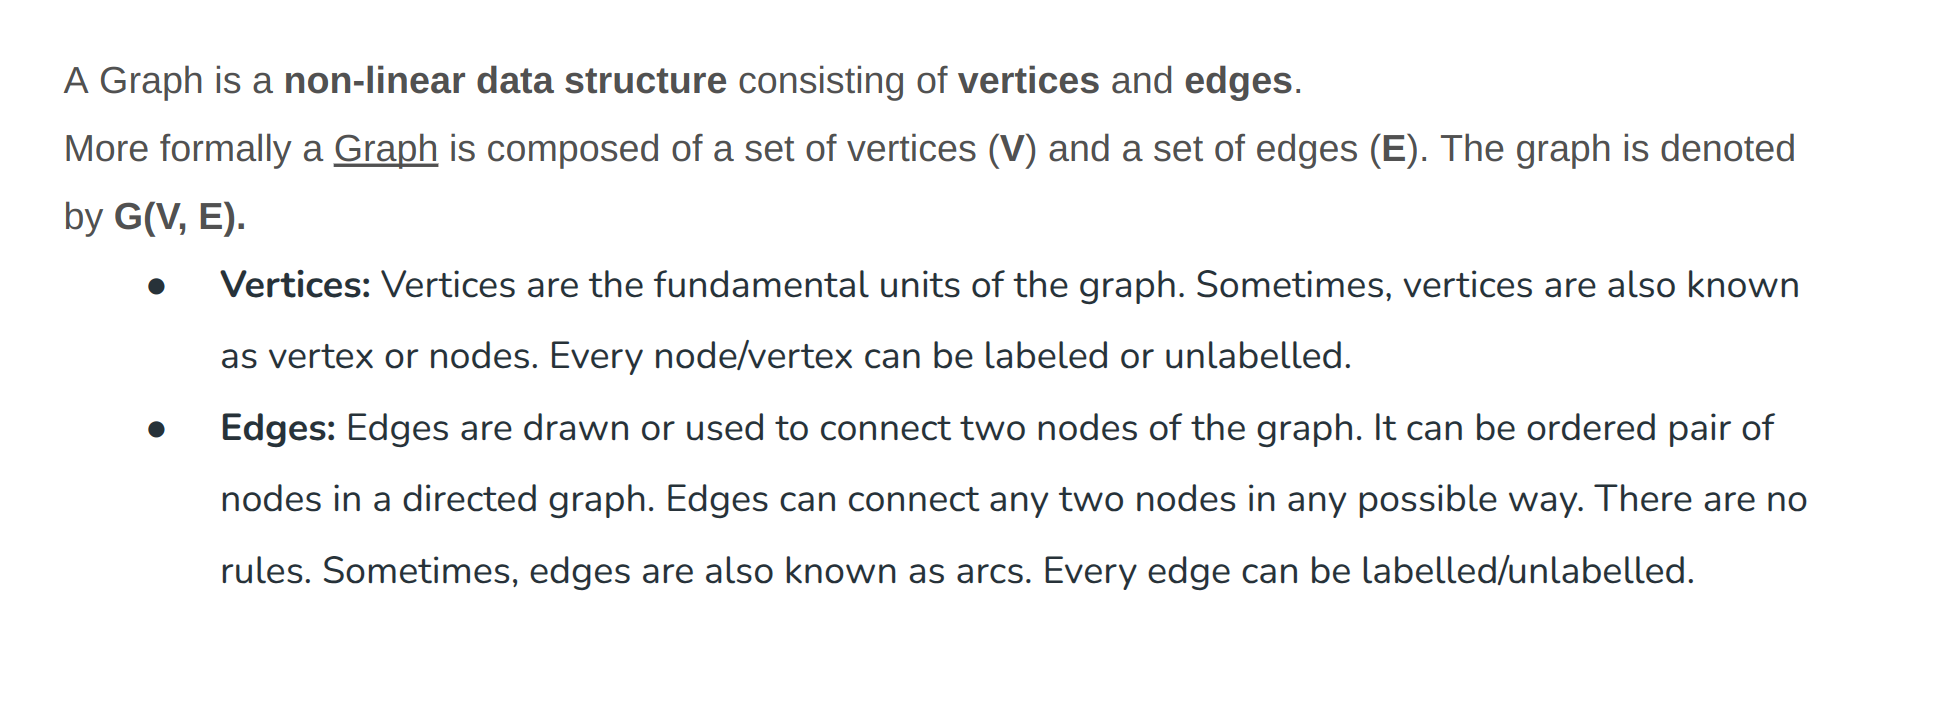 A Graph is a non-linear data structure consisting of vertices and edges.
More formally a Graph is composed of a set of vertices (V) and a set of edges (E). The graph is denoted
by G(V, E).
● Vertices: Vertices are the fundamental units of the graph. Sometimes, vertices are also known
as vertex or nodes. Every node/vertex can be labeled or unlabelled.
● Edges: Edges are drawn or used to connect two nodes of the graph. It can be ordered pair of
nodes in a directed graph. Edges can connect any two nodes in any possible way. There are no
rules. Sometimes, edges are also known as arcs. Every edge can be labelled/unlabelled.